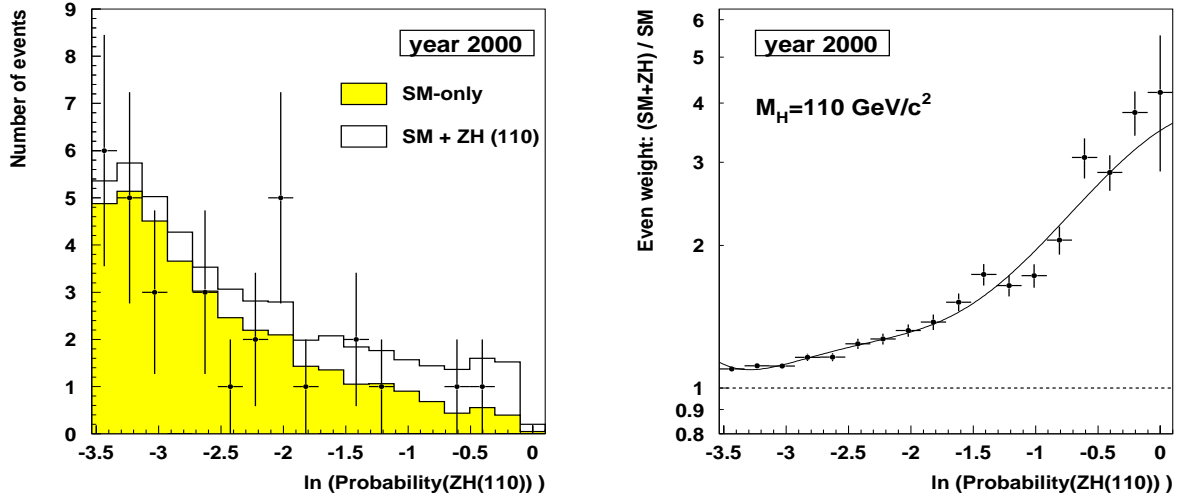 Number of events
9
8
7
6
5
4
3
2
1
0
year 2000
SM-only
SM + ZH (110)
-3.5 -3 -2.5 -2 -1.5 -1 -0.5 0
ln (Probability(ZH(110)) )
Even weight: (SM+ZH) / SM
6
5
4
3
2
1
0.9
0.8
year 2000
M_H=110 GeV/c²
-3.5 -3 -2.5 -2 -1.5 -1 -0.5 0
ln (Probability(ZH(110)) )